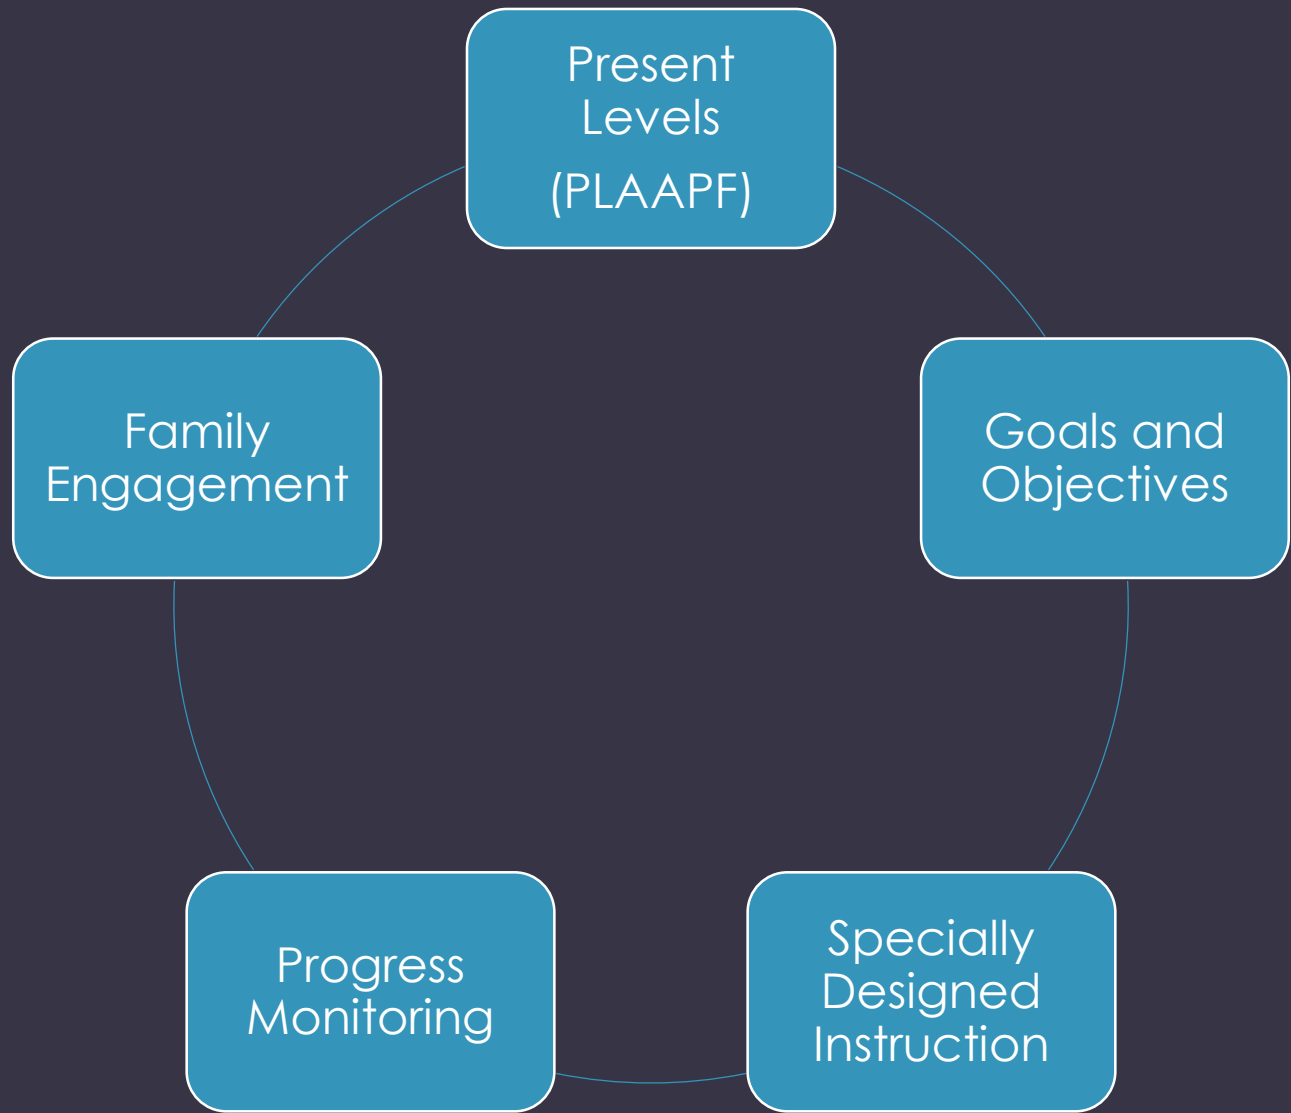 Present
Levels
(PLAAPF)
Goals and
Objectives
Specially
Designed
Instruction
Progress
Monitoring
Family
Engagement